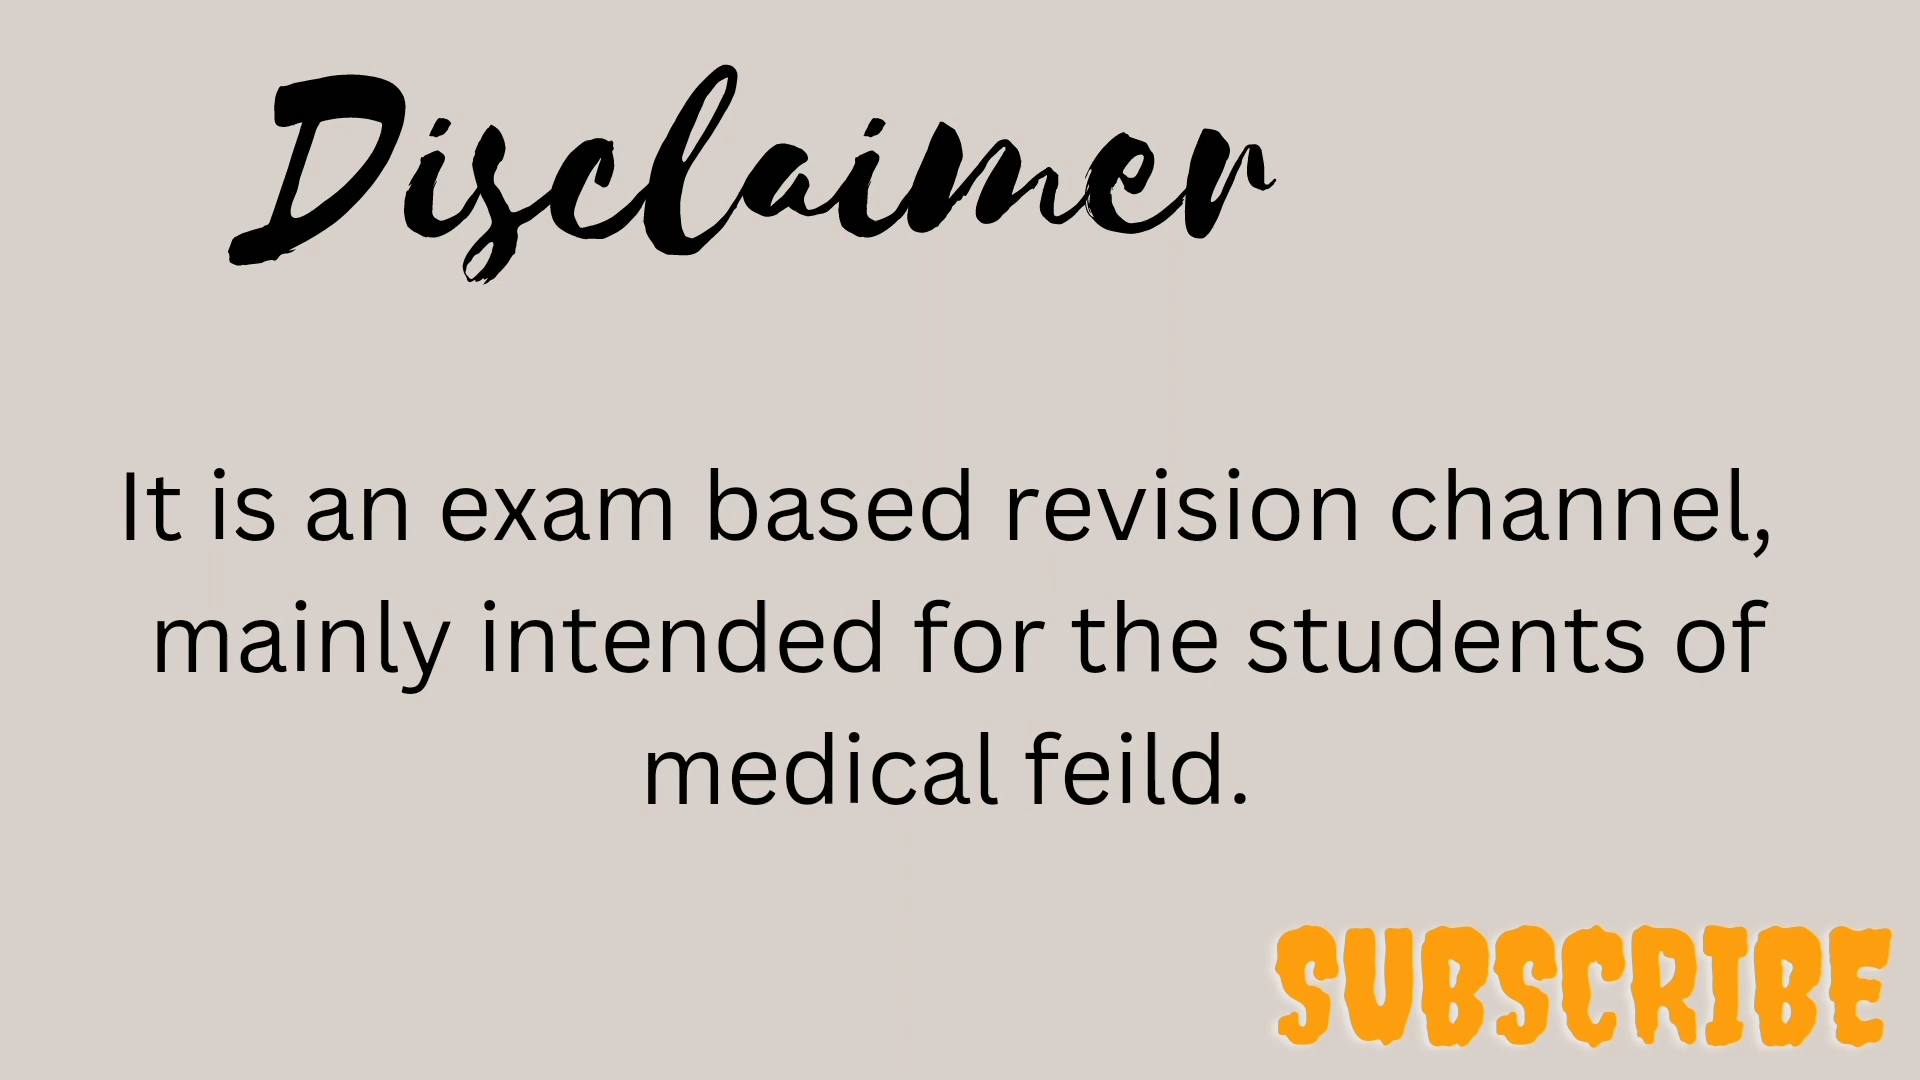 Disclaimer
It is an exam based revision channel,
mainly intended for the students of
medical feild.
SUBSCRIBE